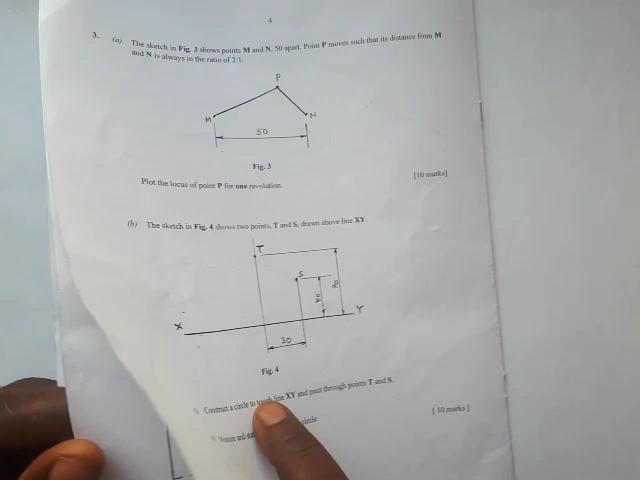 4
3. (a) The sketch in Fig. 3 shows points M and N, 50 apart. Point P moves such that its distance from M
and N is always in the ratio of 2:1.
P
M
N
50
Fig. 3
Plot the locus of point P for one revolution.
[10 marks]
(b) The sketch in Fig. 4 shows two points, T and S, drawn above line XY.
T
S
X
Y
30
Fig. 4
Construct a circle to touch line XY and pass through points T and S.
[10 marks]
circle.